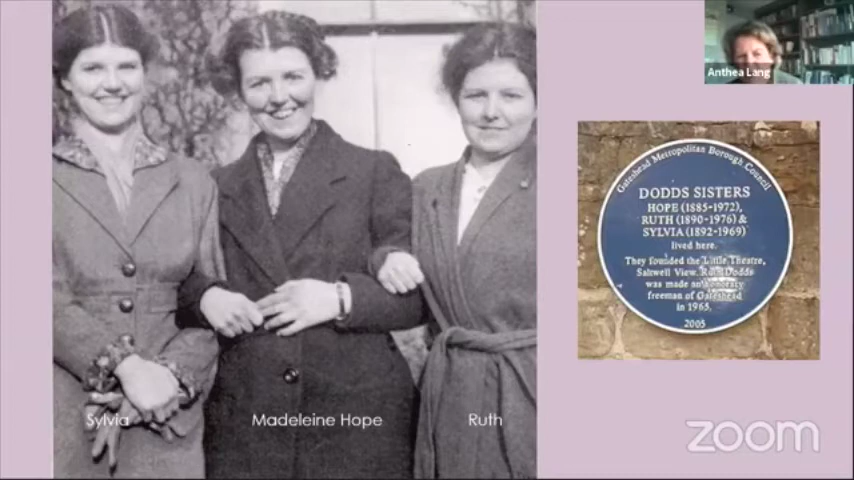 Anthea Lang
Gateshead Metropolitan Borough Council
DODDS SISTERS
HOPE (1885-1972),
RUTH (1890-1976) &
SYLVIA (1892-1969)
lived here.
They founded the Little Theatre,
Saltwell View. Ruth Dodds
was made an honorary
freeman of Gateshead
in 1965.
2005
Sylvia
Madeleine Hope
Ruth
zoom